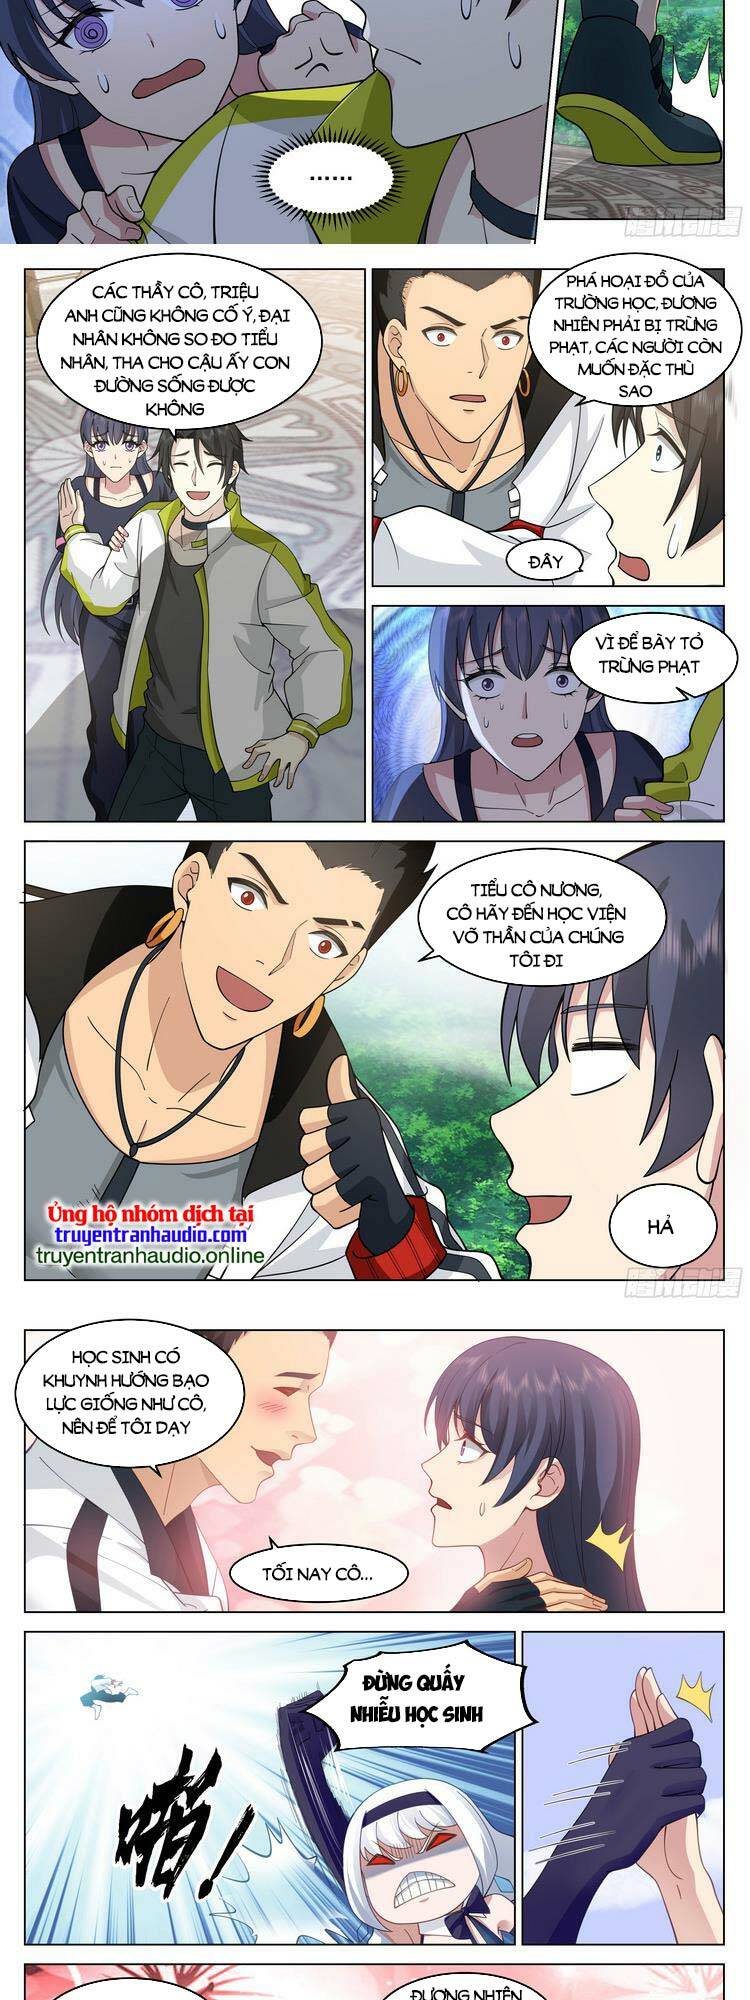 ......
CÁC THẦY CÔ, TRIỆU
ANH CŨNG KHÔNG CỐ Ý, ĐẠI
NHÂN KHÔNG SO ĐO TIỂU
NHÂN, THA CHO CẬU ẤY CON
ĐƯỜNG SỐNG ĐƯỢC
KHÔNG
PHÁ HOẠI ĐỒ CỦA
TRƯỜNG HỌC, ĐƯƠNG
NHIÊN PHẢI BỊ TRỪNG
PHẠT, CÁC NGƯƠI CÒN
MUỐN ĐẶC THÙ
SAO
ĐÂY
VÌ ĐỂ BÀY TỎ
TRỪNG PHẠT
TIỂU CÔ NƯƠNG,
CÔ HÃY ĐẾN HỌC VIỆN
VÕ THẦN CỦA CHÚNG
TÔI ĐI
HẢ
Ủng hộ nhóm dịch tại
truyentranhaudio.com
truyentranhaudio.online
HỌC SINH CÓ
KHUYNH HƯỚNG BẠO
LỰC GIỐNG NHƯ CÔ,
NÊN ĐỂ TÔI DẠY
TỐI NAY CÔ...
ĐỪNG QUẤY
NHIỄU HỌC SINH
啪!
ĐƯƠNG NHIÊN